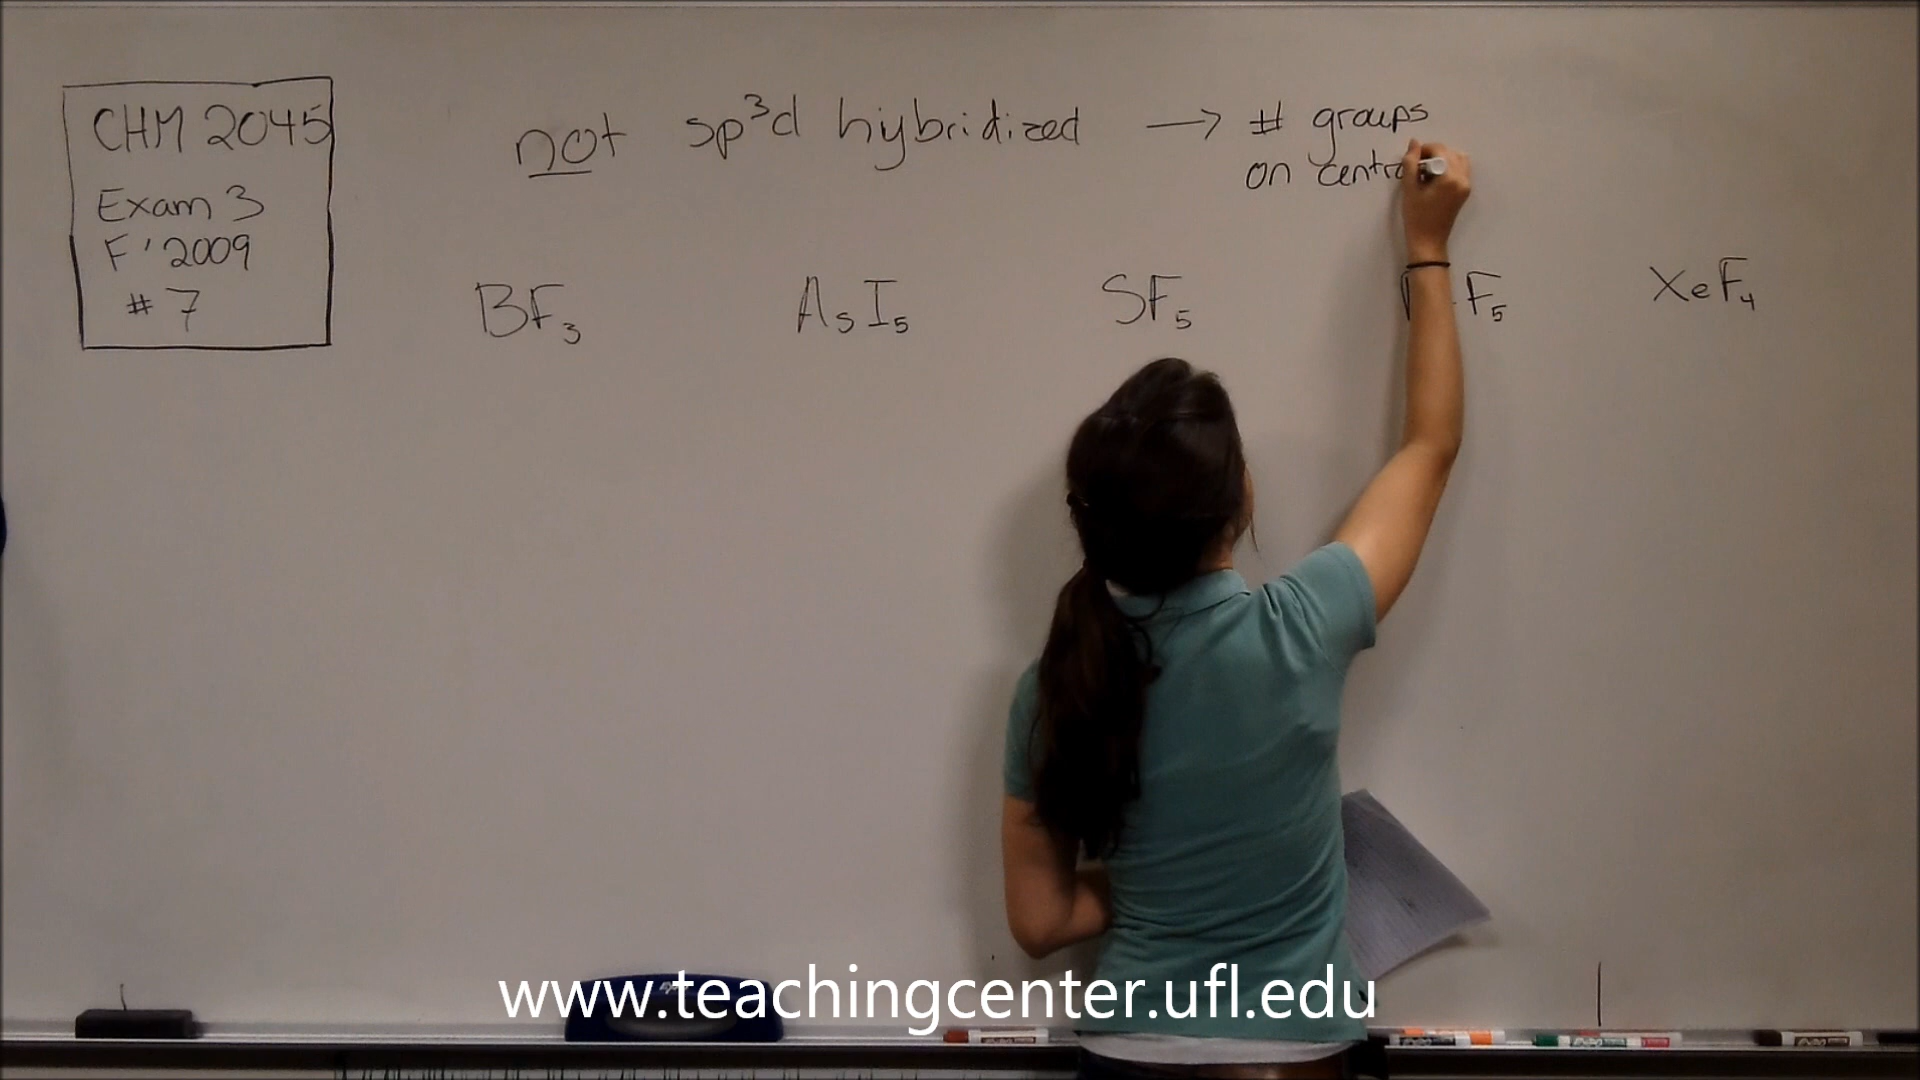 CHM 2045
Exam 3
F '2009
# 7
not sp³d hybridized → # groups
on centra
BF₃ AsI₅ SF₅ F₅ XeF₄
www.teachingcenter.ufl.edu